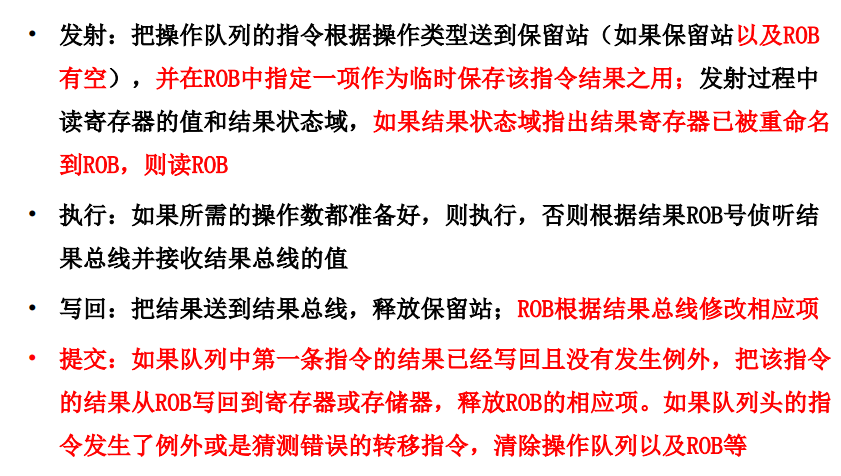 • 发射：把操作队列的指令根据操作类型送到保留站（如果保留站以及ROB
有空），并在ROB中指定一项作为临时保存该指令结果之用；发射过程中
读寄存器的值和结果状态域，如果结果状态域指出结果寄存器已被重命名
到ROB，则读ROB
• 执行：如果所需的操作数都准备好，则执行，否则根据结果ROB号侦听结
果总线并接收结果总线的值
• 写回：把结果送到结果总线，释放保留站；ROB根据结果总线修改相应项
• 提交：如果队列中第一条指令的结果已经写回且没有发生例外，把该指令
的结果从ROB写回到寄存器或存储器，释放ROB的相应项。如果队列头的指
令发生了例外或是猜测错误的转移指令，清除操作队列以及ROB等